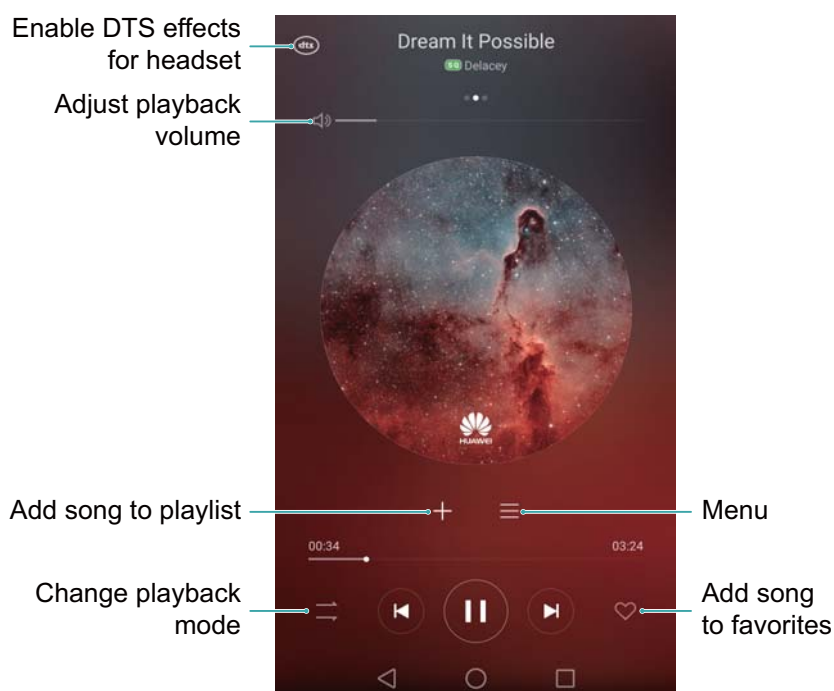 Enable DTS effects
for headset
dts
Dream It Possible
SQ Delacey
Adjust playback
volume
HUAWEI
Add song to playlist
Menu
00:34
03:24
Change playback
mode
Add song
to favorites